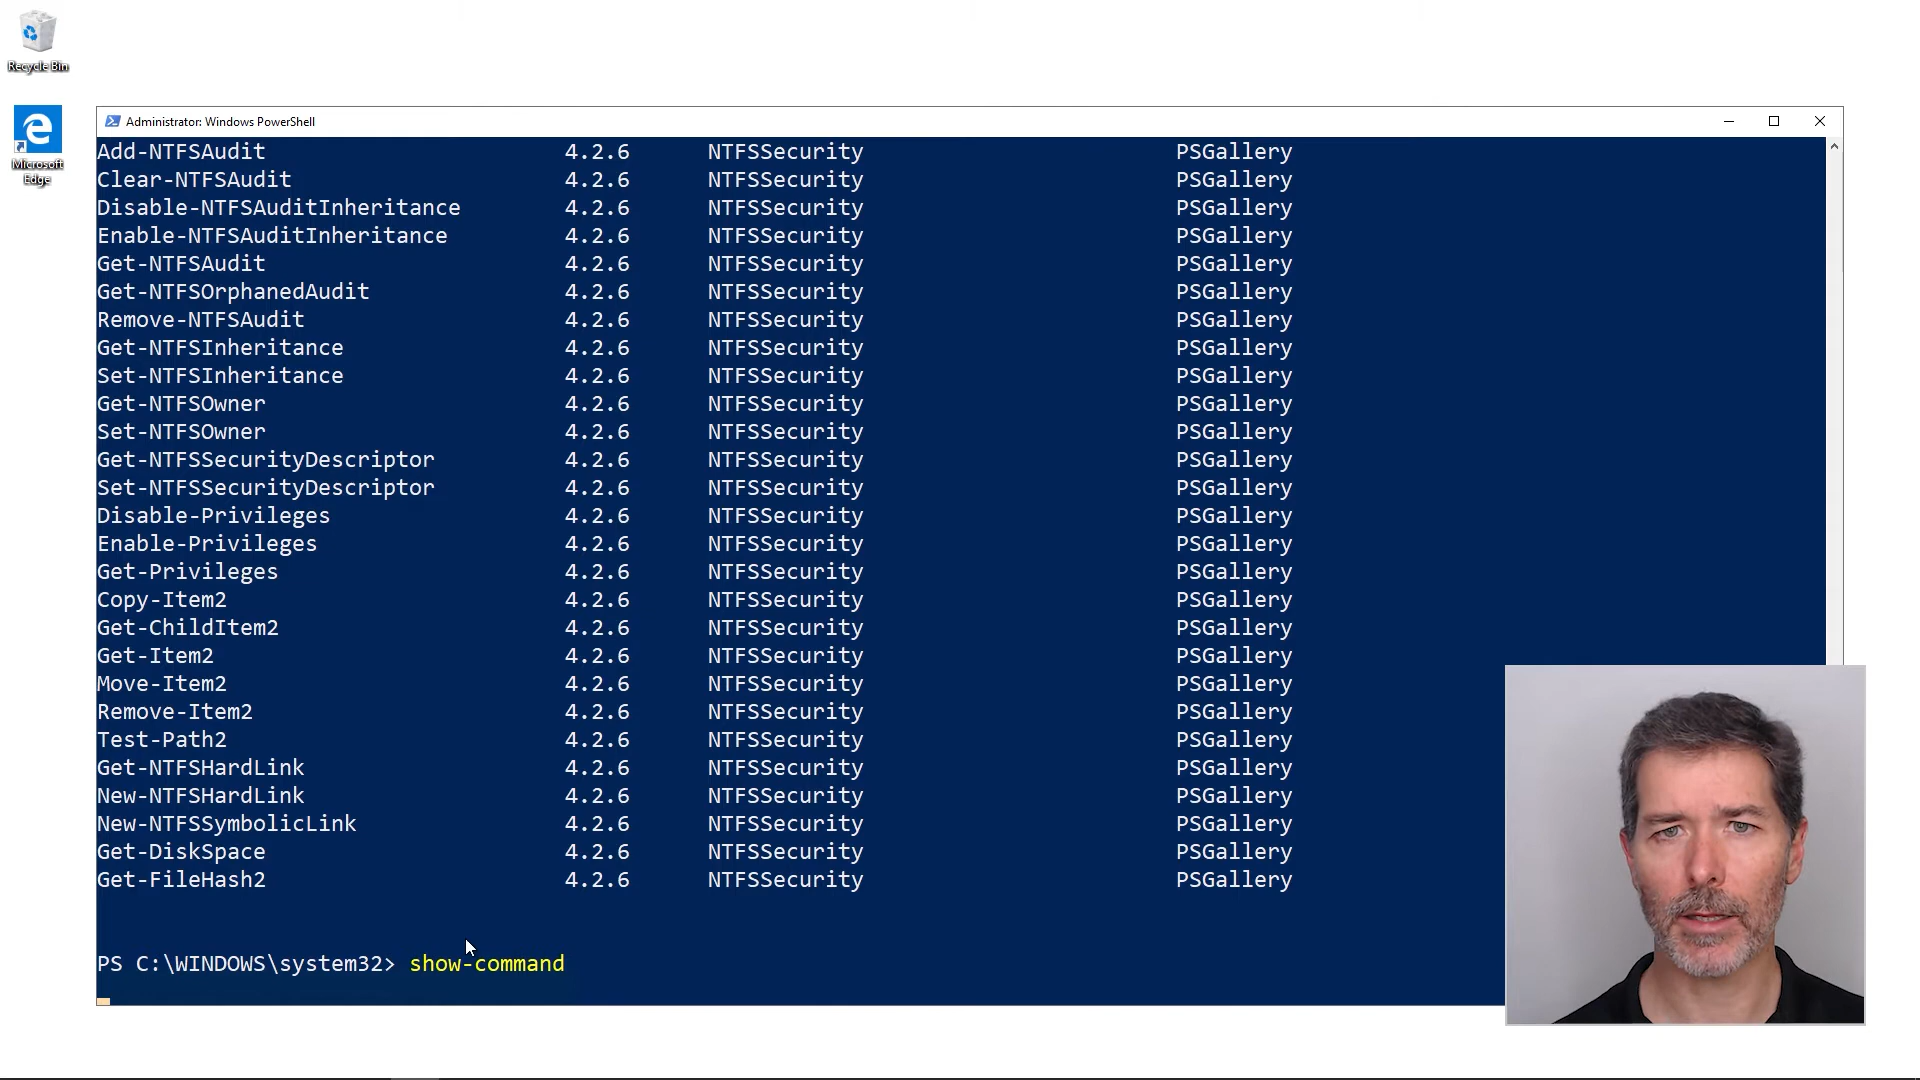 Recycle Bin
Microsoft
Edge
Administrator: Windows PowerShell
Add-NTFSAudit 4.2.6 NTFSSecurity PSGallery
Clear-NTFSAudit 4.2.6 NTFSSecurity PSGallery
Disable-NTFSAuditInheritance 4.2.6 NTFSSecurity PSGallery
Enable-NTFSAuditInheritance 4.2.6 NTFSSecurity PSGallery
Get-NTFSAudit 4.2.6 NTFSSecurity PSGallery
Get-NTFSOrphanedAudit 4.2.6 NTFSSecurity PSGallery
Remove-NTFSAudit 4.2.6 NTFSSecurity PSGallery
Get-NTFSInheritance 4.2.6 NTFSSecurity PSGallery
Set-NTFSInheritance 4.2.6 NTFSSecurity PSGallery
Get-NTFSOwner 4.2.6 NTFSSecurity PSGallery
Set-NTFSOwner 4.2.6 NTFSSecurity PSGallery
Get-NTFSSecurityDescriptor 4.2.6 NTFSSecurity PSGallery
Set-NTFSSecurityDescriptor 4.2.6 NTFSSecurity PSGallery
Disable-Privileges 4.2.6 NTFSSecurity PSGallery
Enable-Privileges 4.2.6 NTFSSecurity PSGallery
Get-Privileges 4.2.6 NTFSSecurity PSGallery
Copy-Item2 4.2.6 NTFSSecurity PSGallery
Get-ChildItem2 4.2.6 NTFSSecurity PSGallery
Get-Item2 4.2.6 NTFSSecurity PSGallery
Move-Item2 4.2.6 NTFSSecurity PSGallery
Remove-Item2 4.2.6 NTFSSecurity PSGallery
Test-Path2 4.2.6 NTFSSecurity PSGallery
Get-NTFSHardLink 4.2.6 NTFSSecurity PSGallery
New-NTFSHardLink 4.2.6 NTFSSecurity PSGallery
New-NTFSSymbolicLink 4.2.6 NTFSSecurity PSGallery
Get-DiskSpace 4.2.6 NTFSSecurity PSGallery
Get-FileHash2 4.2.6 NTFSSecurity PSGallery
PS C:\WINDOWS\system32> show-command